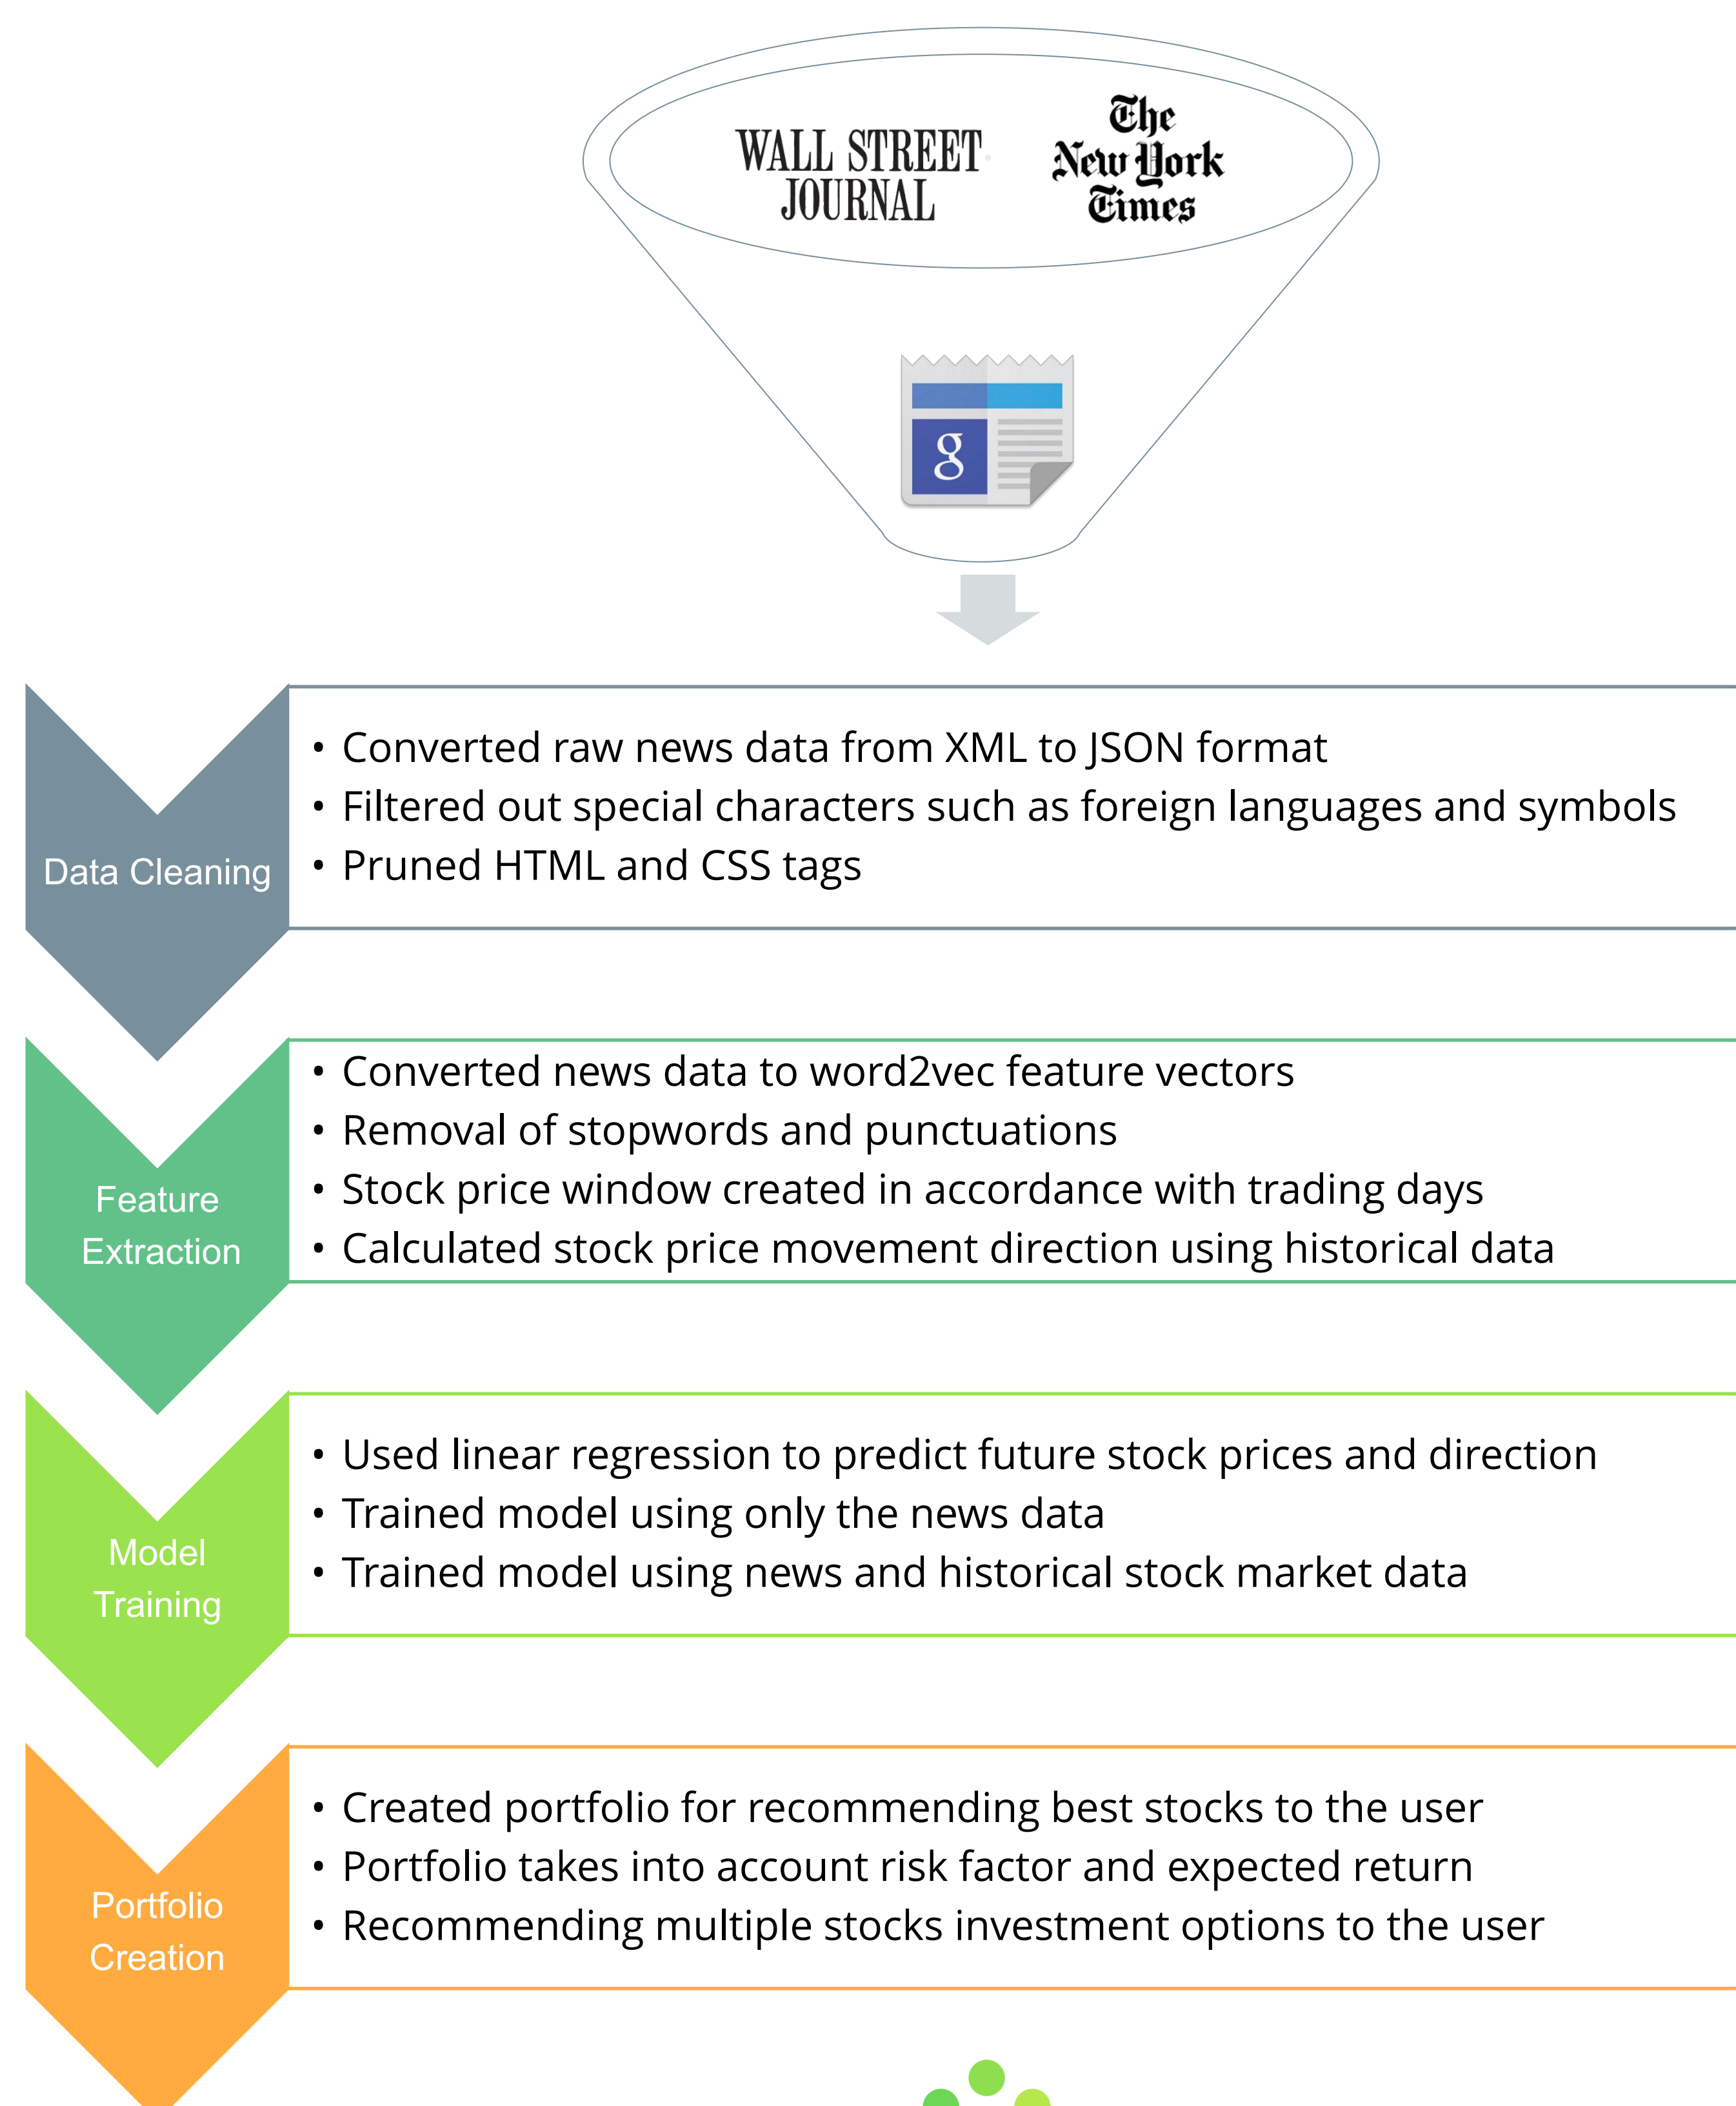 WALL STREET
JOURNAL
The
New York
Times
g
Data Cleaning
• Converted raw news data from XML to JSON format
• Filtered out special characters such as foreign languages and symbols
• Pruned HTML and CSS tags
Feature
Extraction
• Converted news data to word2vec feature vectors
• Removal of stopwords and punctuations
• Stock price window created in accordance with trading days
• Calculated stock price movement direction using historical data
Model
Training
• Used linear regression to predict future stock prices and direction
• Trained model using only the news data
• Trained model using news and historical stock market data
Portfolio
Creation
• Created portfolio for recommending best stocks to the user
• Portfolio takes into account risk factor and expected return
• Recommending multiple stocks investment options to the user